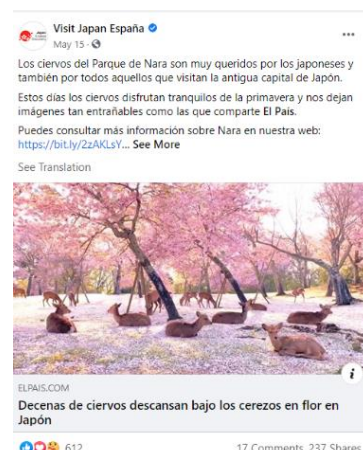 Visit Japan España
May 15 ·
Los ciervos del Parque de Nara son muy queridos por los japoneses y
también por todos aquellos que visitan la antigua capital de Japón.
Estos días los ciervos disfrutan tranquilos de la primavera y nos dejan
imágenes tan entrañables como las que comparte El País.
Puedes consultar más información sobre Nara en nuestra web:
https://bit.ly/2zAKLsY... See More
See Translation
ELPAIS.COM
Decenas de ciervos descansan bajo los cerezos en flor en
Japón
612 17 Comments 237 Shares